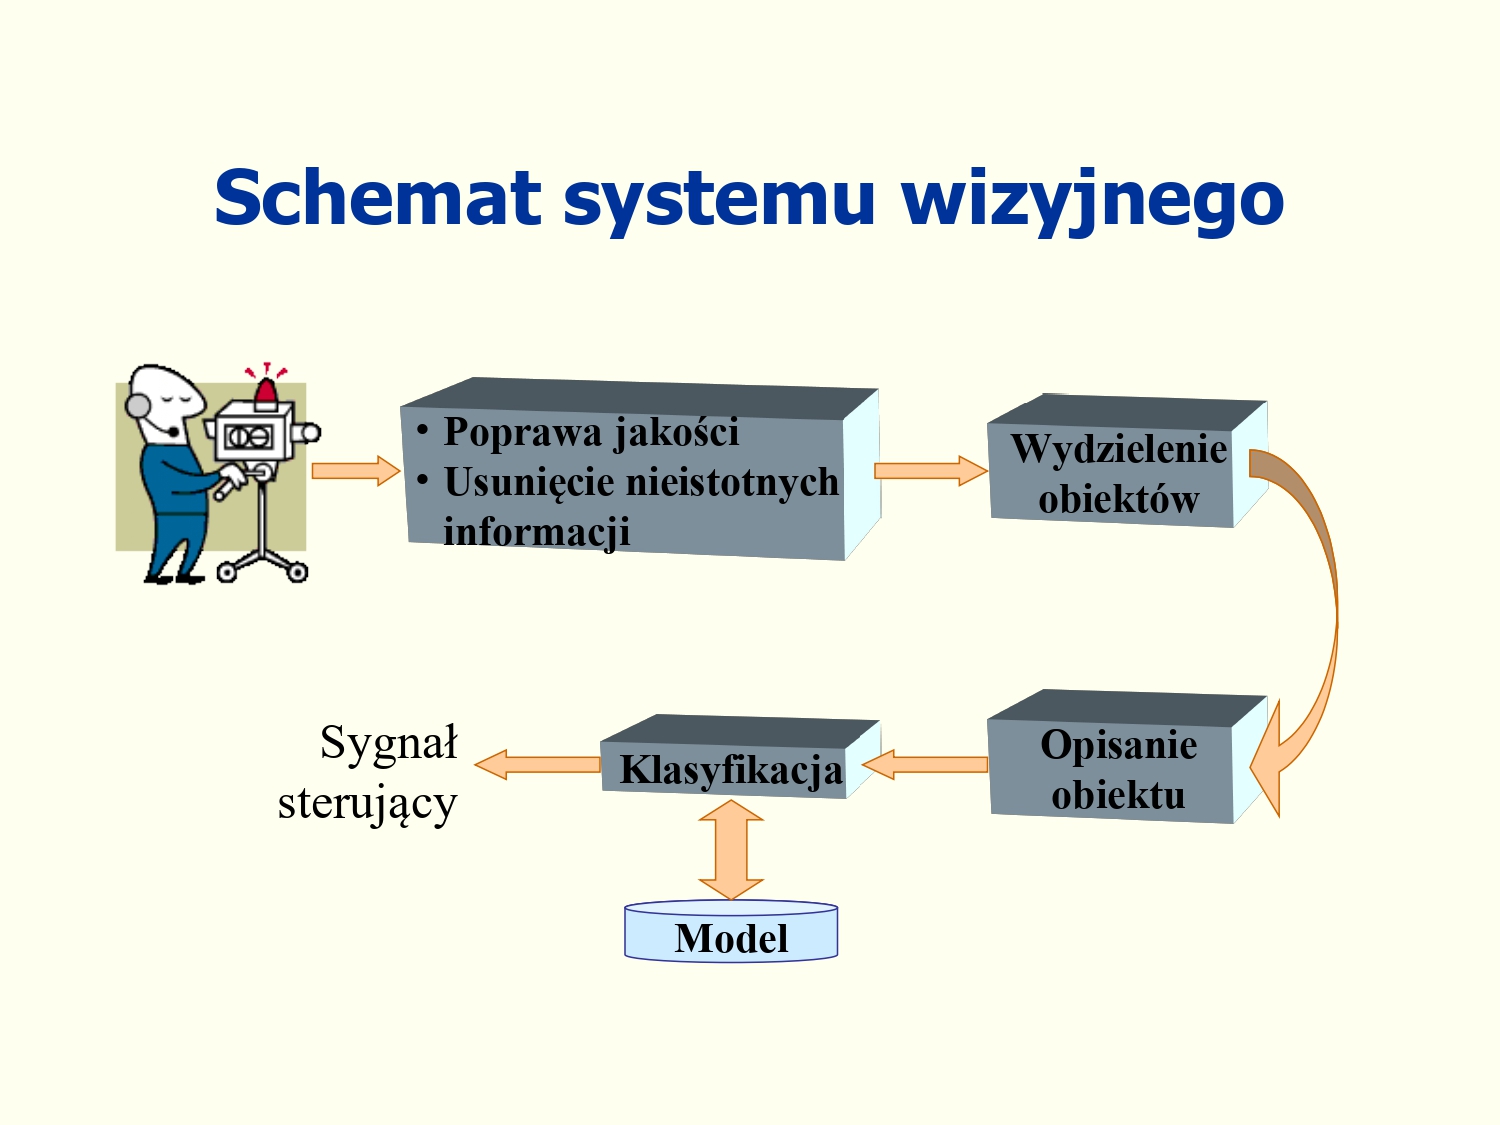 Schemat systemu wizyjnego
• Poprawa jakości
• Usunięcie nieistotnych
informacji
Wydzielenie
obiektów
Opisanie
obiektu
Klasyfikacja
Sygnał
sterujący
Model